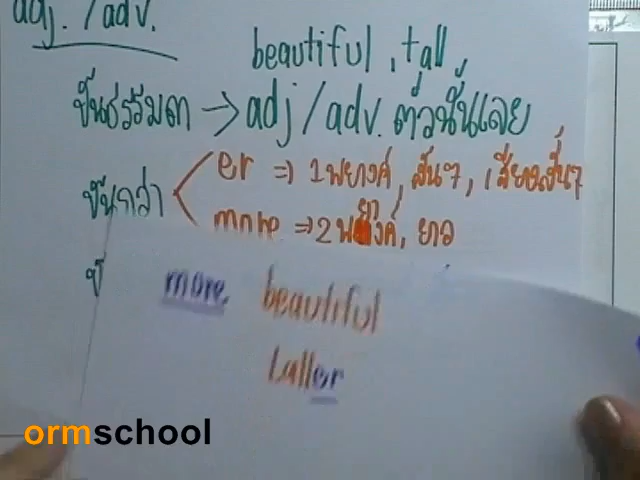 adj. /adv.
beautiful , tall
ขั้นธรรมดา → adj/adv. ตัวนั้นเลย
ขั้นกว่า
er ⇒ 1 พยางค์, สั้นๆ, เสียงสั้นๆ
more ⇒ 2 พยางค์, ยาว
ขั
more beautiful
taller
ormschool